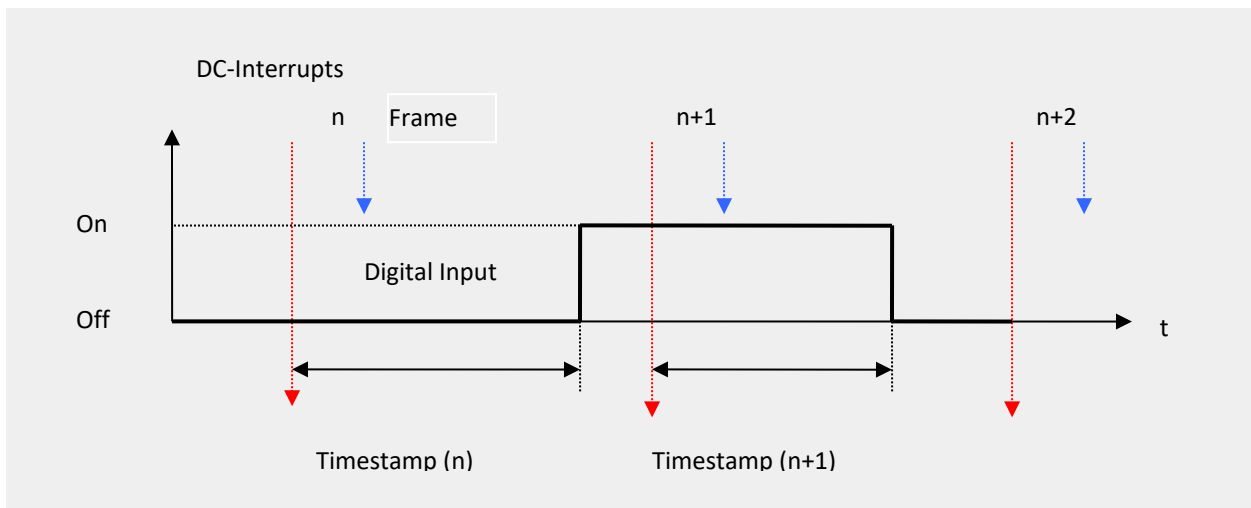 DC-Interrupts
n Frame n+1 n+2
On
Digital Input
Off
t
Timestamp (n) Timestamp (n+1)